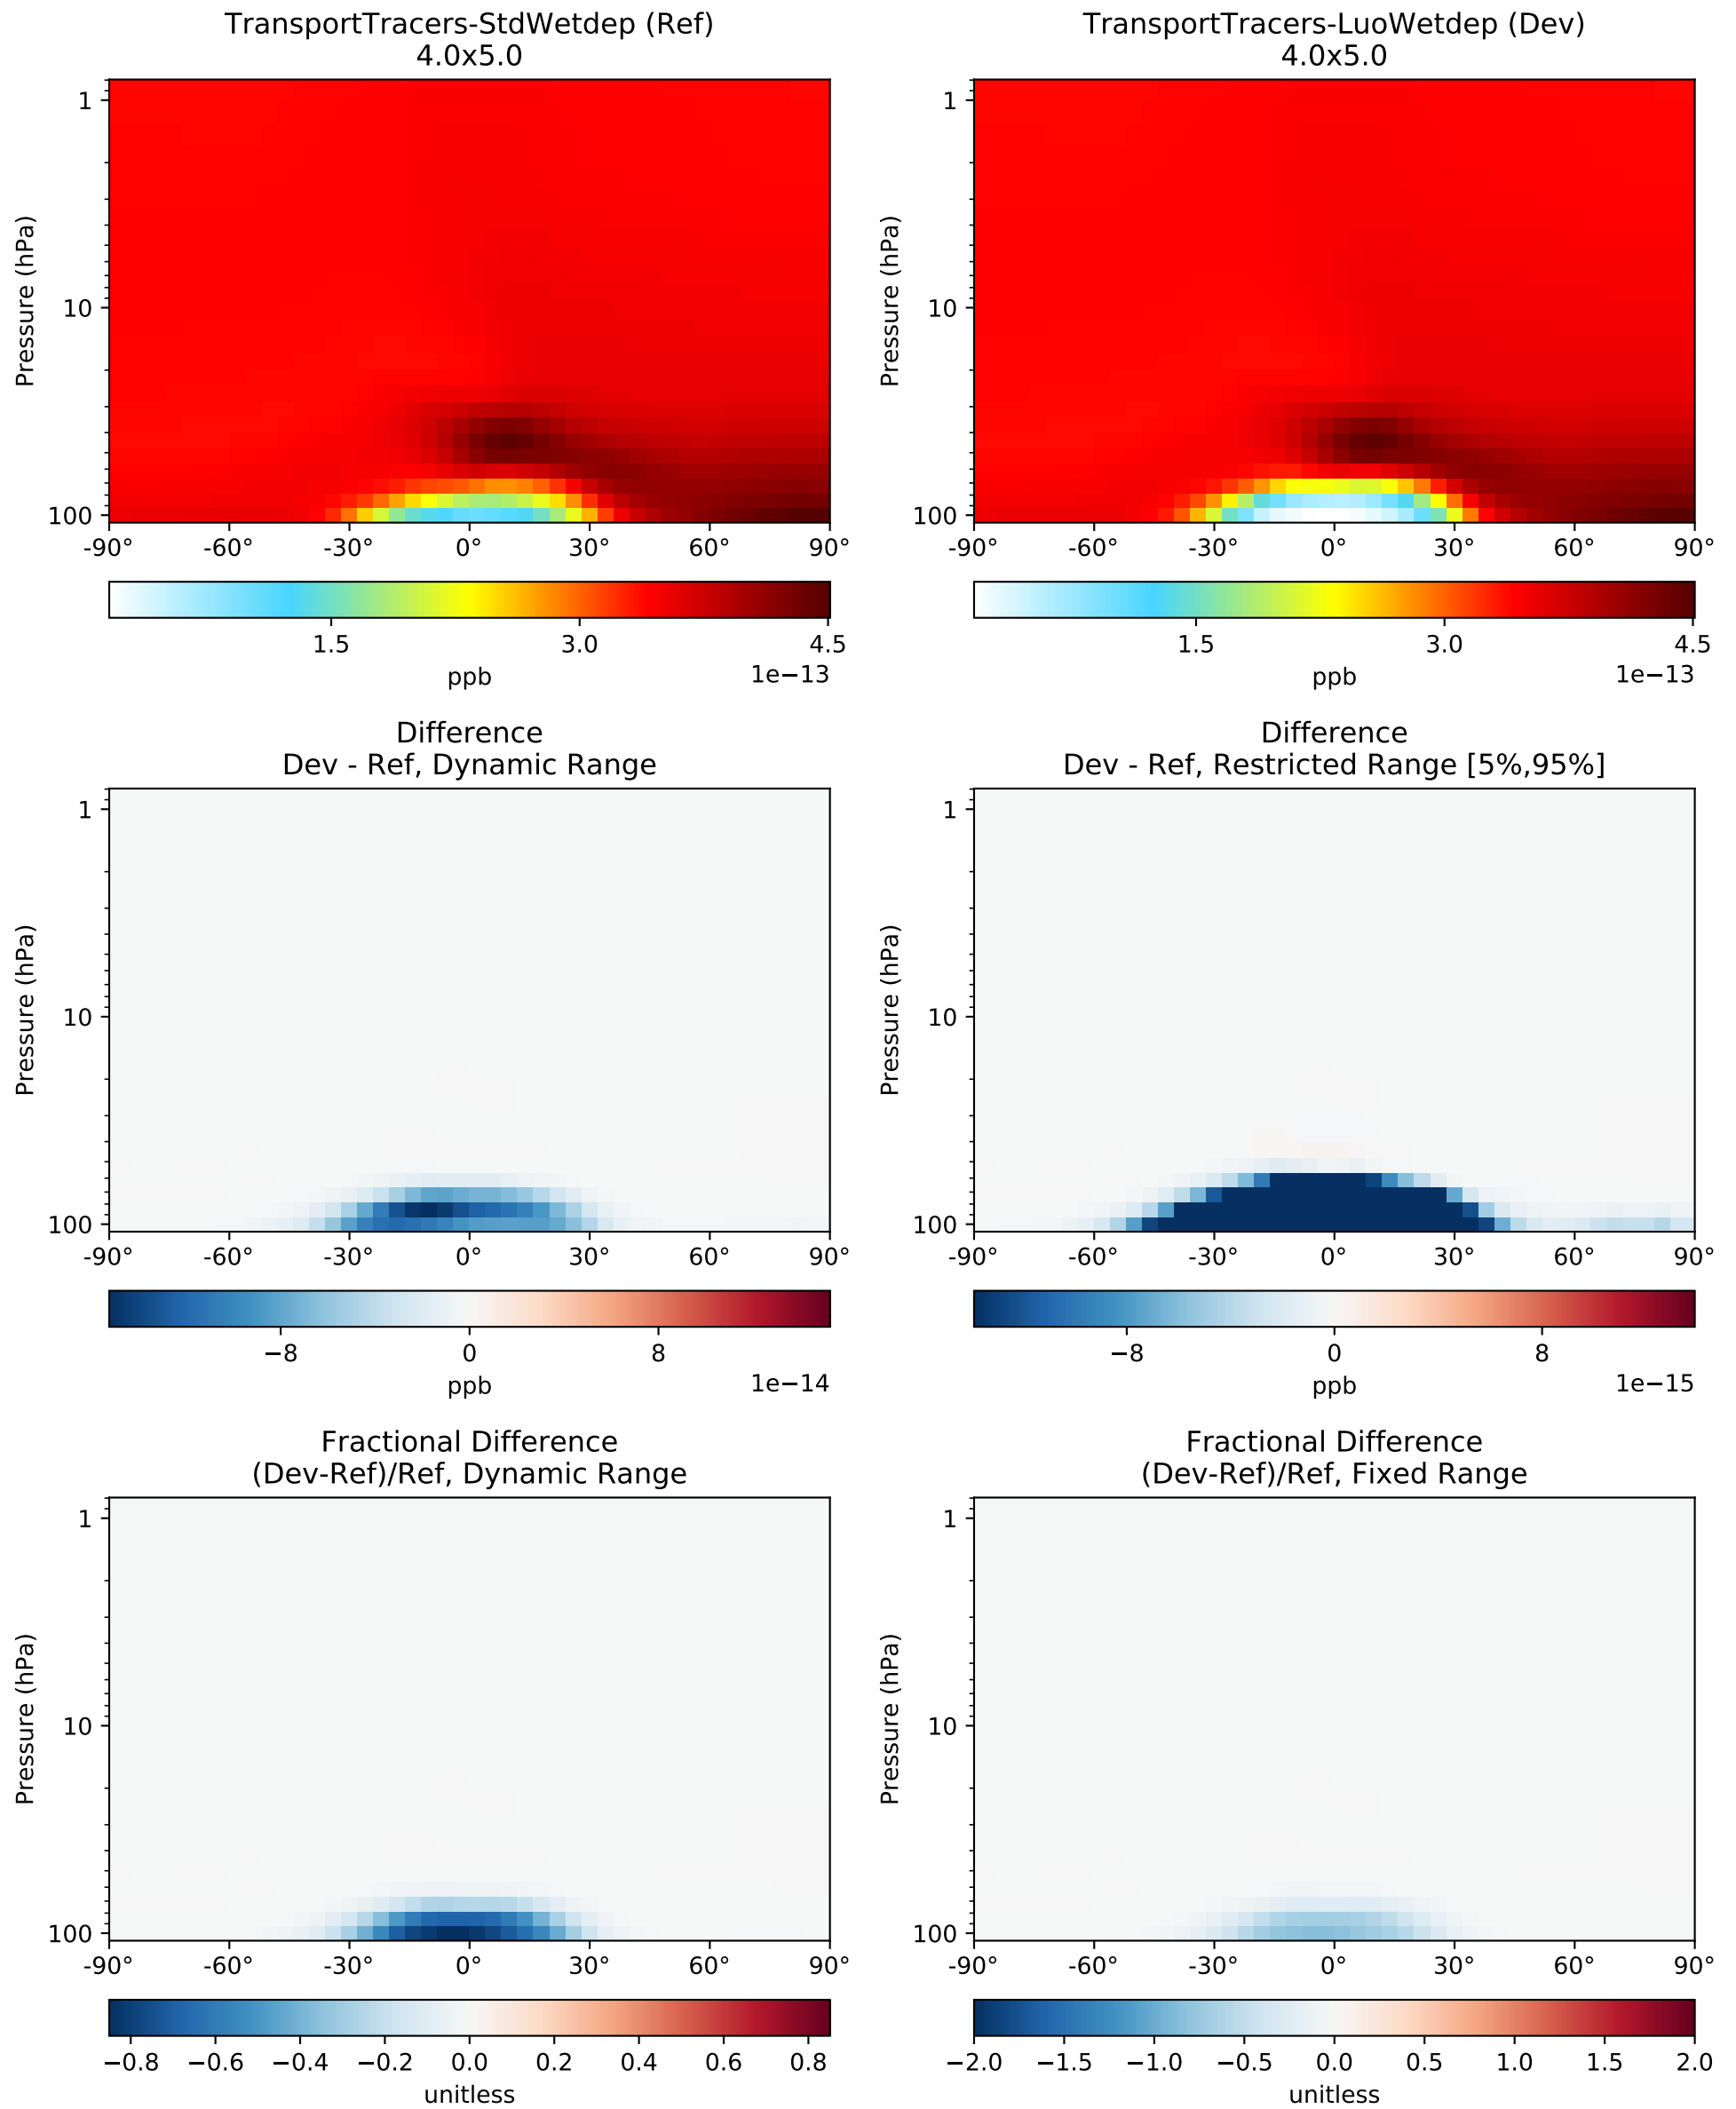 TransportTracers-StdWetdep (Ref)
4.0x5.0
Pressure (hPa)
1
10
100
-90° -60° -30° 0° 30° 60° 90°
1.5 3.0 4.5
1e−13
ppb
TransportTracers-LuoWetdep (Dev)
4.0x5.0
Pressure (hPa)
1
10
100
-90° -60° -30° 0° 30° 60° 90°
1.5 3.0 4.5
1e−13
ppb
Difference
Dev - Ref, Dynamic Range
Pressure (hPa)
1
10
100
-90° -60° -30° 0° 30° 60° 90°
−8 0 8
1e−14
ppb
Difference
Dev - Ref, Restricted Range [5%,95%]
Pressure (hPa)
1
10
100
-90° -60° -30° 0° 30° 60° 90°
−8 0 8
1e−15
ppb
Fractional Difference
(Dev-Ref)/Ref, Dynamic Range
Pressure (hPa)
1
10
100
-90° -60° -30° 0° 30° 60° 90°
−0.8 −0.6 −0.4 −0.2 0.0 0.2 0.4 0.6 0.8
unitless
Fractional Difference
(Dev-Ref)/Ref, Fixed Range
Pressure (hPa)
1
10
100
-90° -60° -30° 0° 30° 60° 90°
−2.0 −1.5 −1.0 −0.5 0.0 0.5 1.0 1.5 2.0
unitless